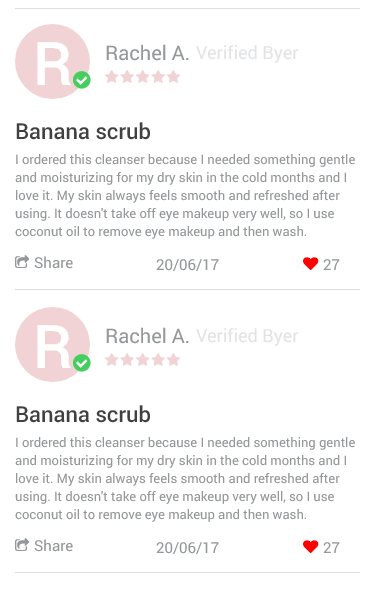 R
Rachel A. Verified Byer
Banana scrub
I ordered this cleanser because I needed something gentle
and moisturizing for my dry skin in the cold months and I
love it. My skin always feels smooth and refreshed after
using. It doesn't take off eye makeup very well, so I use
coconut oil to remove eye makeup and then wash.
Share 20/06/17 27
R
Rachel A. Verified Byer
Banana scrub
I ordered this cleanser because I needed something gentle
and moisturizing for my dry skin in the cold months and I
love it. My skin always feels smooth and refreshed after
using. It doesn't take off eye makeup very well, so I use
coconut oil to remove eye makeup and then wash.
Share 20/06/17 27